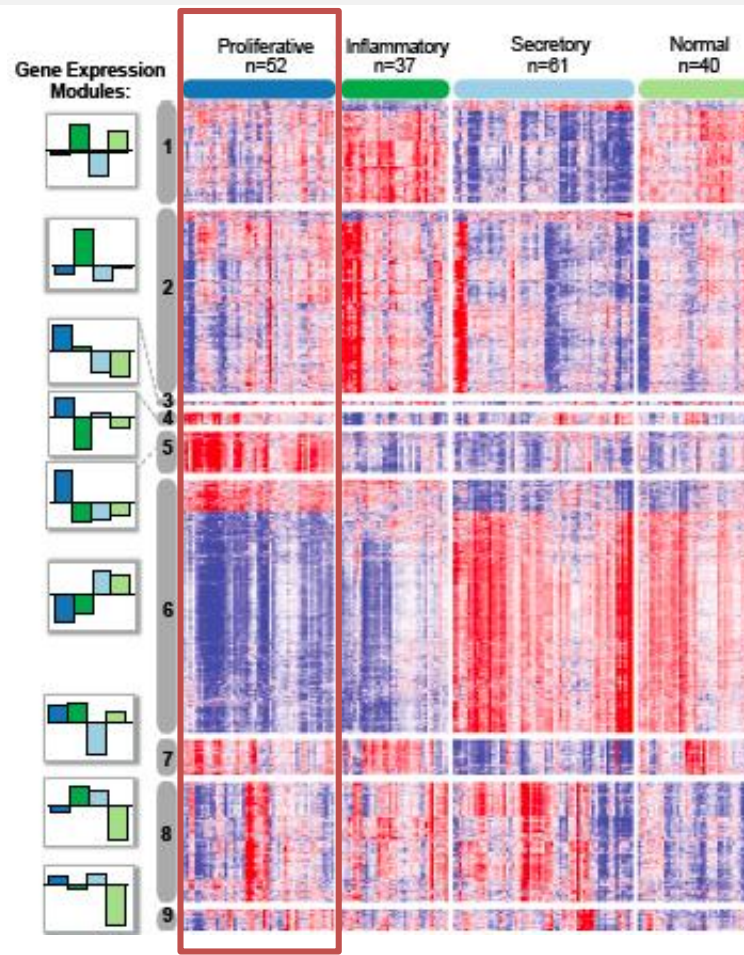 Proliferative
n=52
Inflammatory
n=37
Secretory
n=61
Normal
n=40
Gene Expression
Modules:
1
2
3
4
5
6
7
8
9